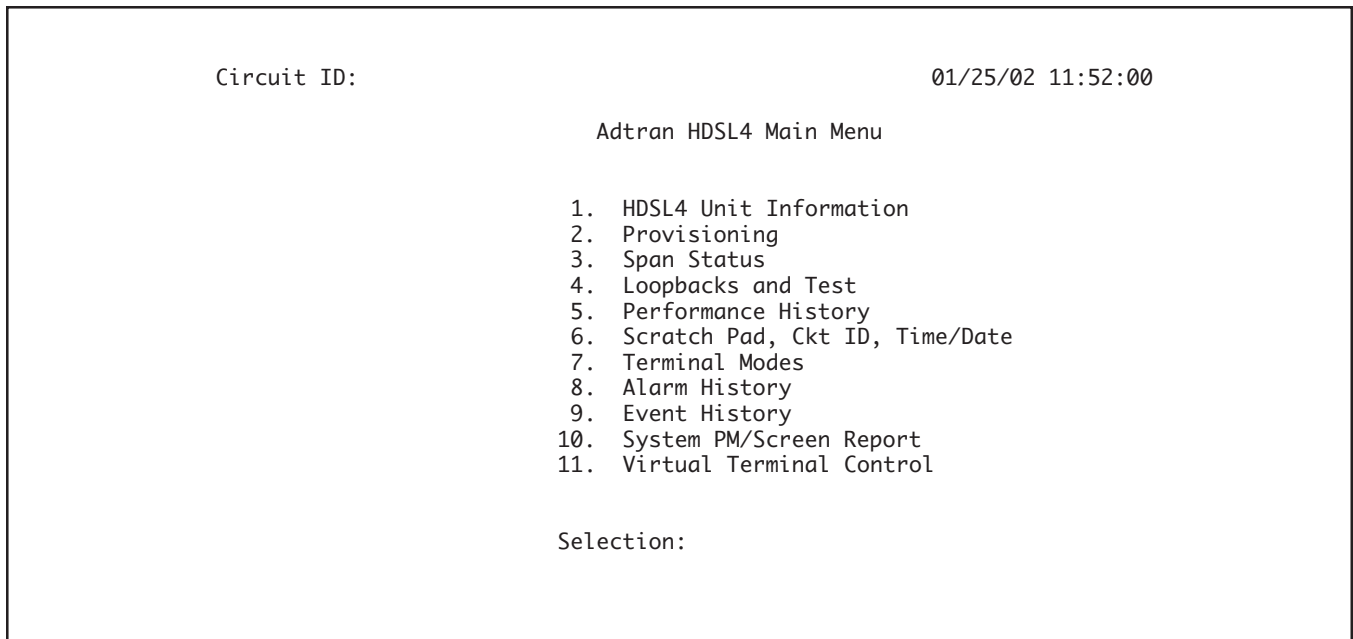 Circuit ID: 01/25/02 11:52:00
Adtran HDSL4 Main Menu
1. HDSL4 Unit Information
2. Provisioning
3. Span Status
4. Loopbacks and Test
5. Performance History
6. Scratch Pad, Ckt ID, Time/Date
7. Terminal Modes
8. Alarm History
9. Event History
10. System PM/Screen Report
11. Virtual Terminal Control
Selection: